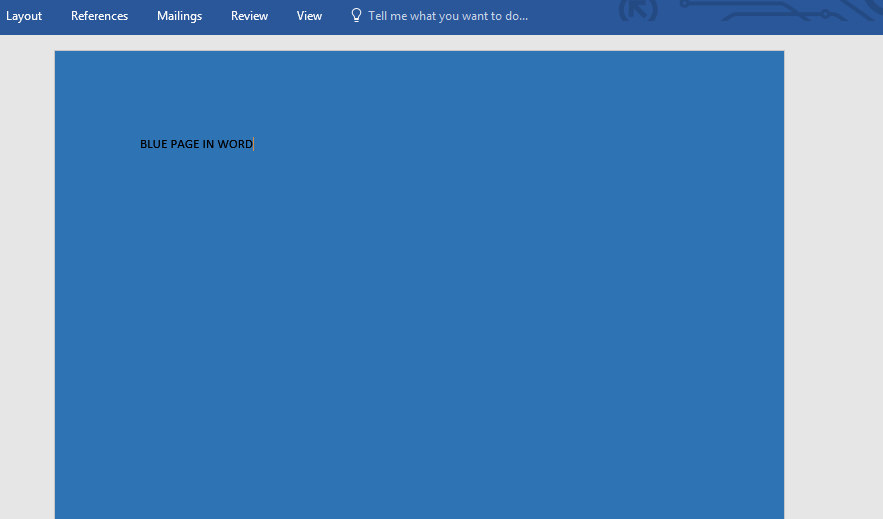 Layout References Mailings Review View Tell me what you want to do...
BLUE PAGE IN WORD